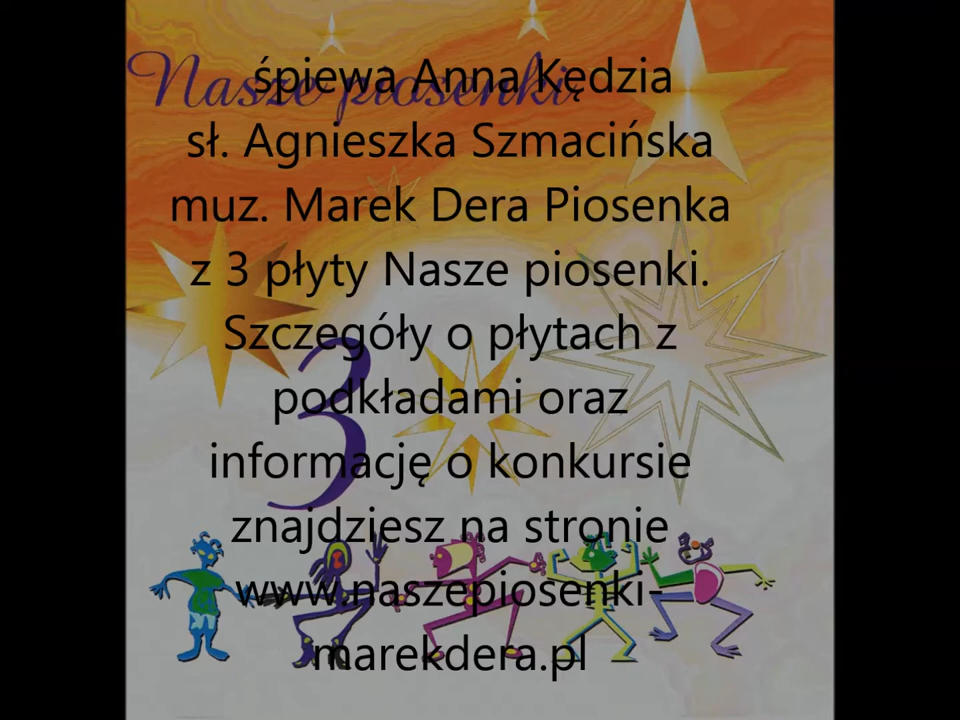 Nasze piosenki
śpiewa Anna Kędzia
sł. Agnieszka Szmacińska
muz. Marek Dera Piosenka
z 3 płyty Nasze piosenki.
Szczegóły o płytach z
podkładami oraz
informację o konkursie
znajdziesz na stronie
www.naszepiosenki-
marekdera.pl
3